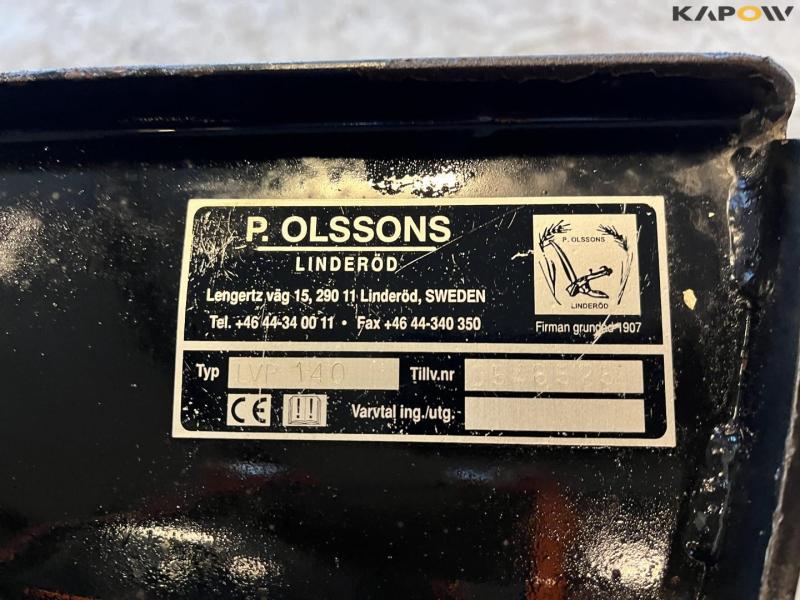 KAPOW
P. OLSSONS
LINDERÖD
P. OLSSONS
LINDERÖD
Lengertz väg 15, 290 11 Linderöd, SWEDEN
Tel. +46 44-34 00 11 • Fax +46 44-340 350
Firman grundad 1907
Typ LVP 140 Tillv.nr
CE Varvtal ing./utg.